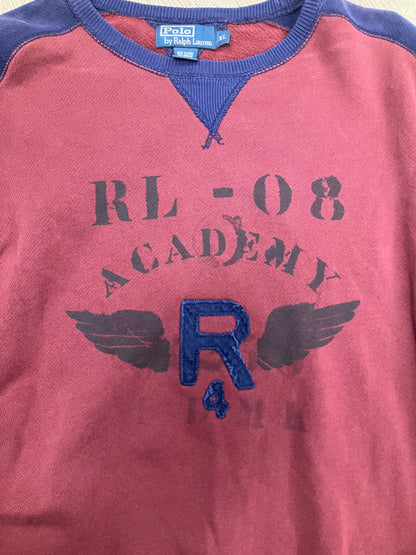 Polo
by Ralph Lauren
XL
RL-08
ACADEMY
R
4